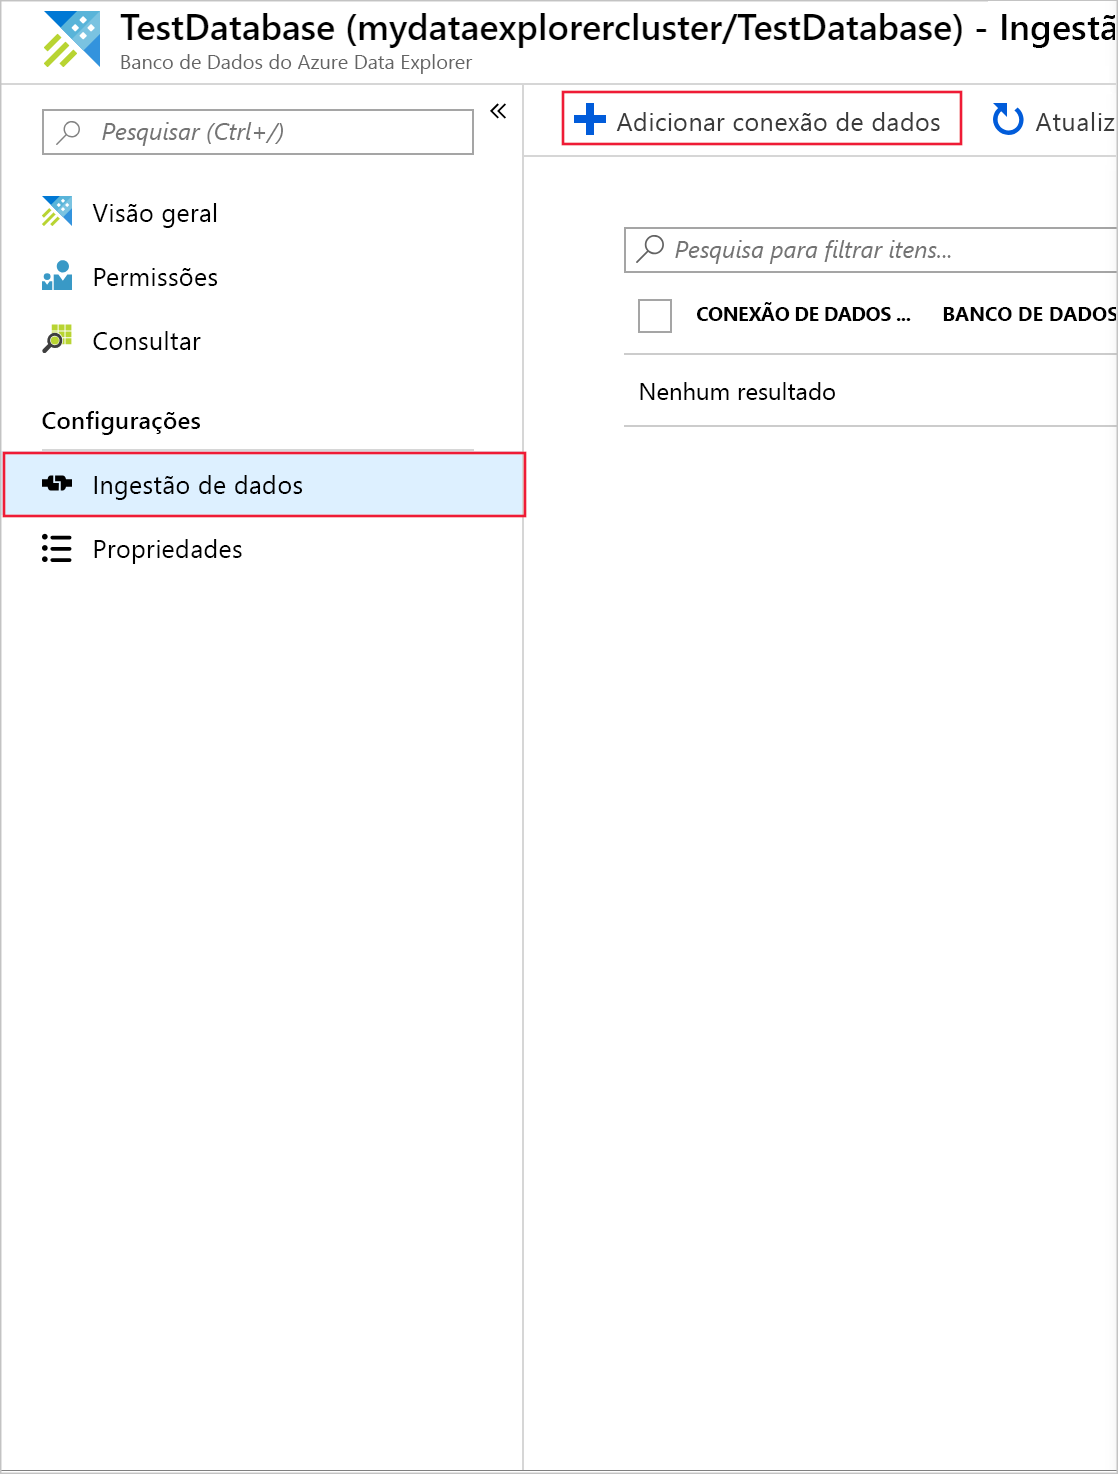 TestDatabase (mydataexplorercluster/TestDatabase) - Ingestã
Banco de Dados do Azure Data Explorer
Pesquisar (Ctrl+/)
Visão geral
Permissões
Consultar
Configurações
Ingestão de dados
Propriedades
Adicionar conexão de dados
Atualiz
Pesquisa para filtrar itens...
CONEXÃO DE DADOS ... BANCO DE DADOS
Nenhum resultado